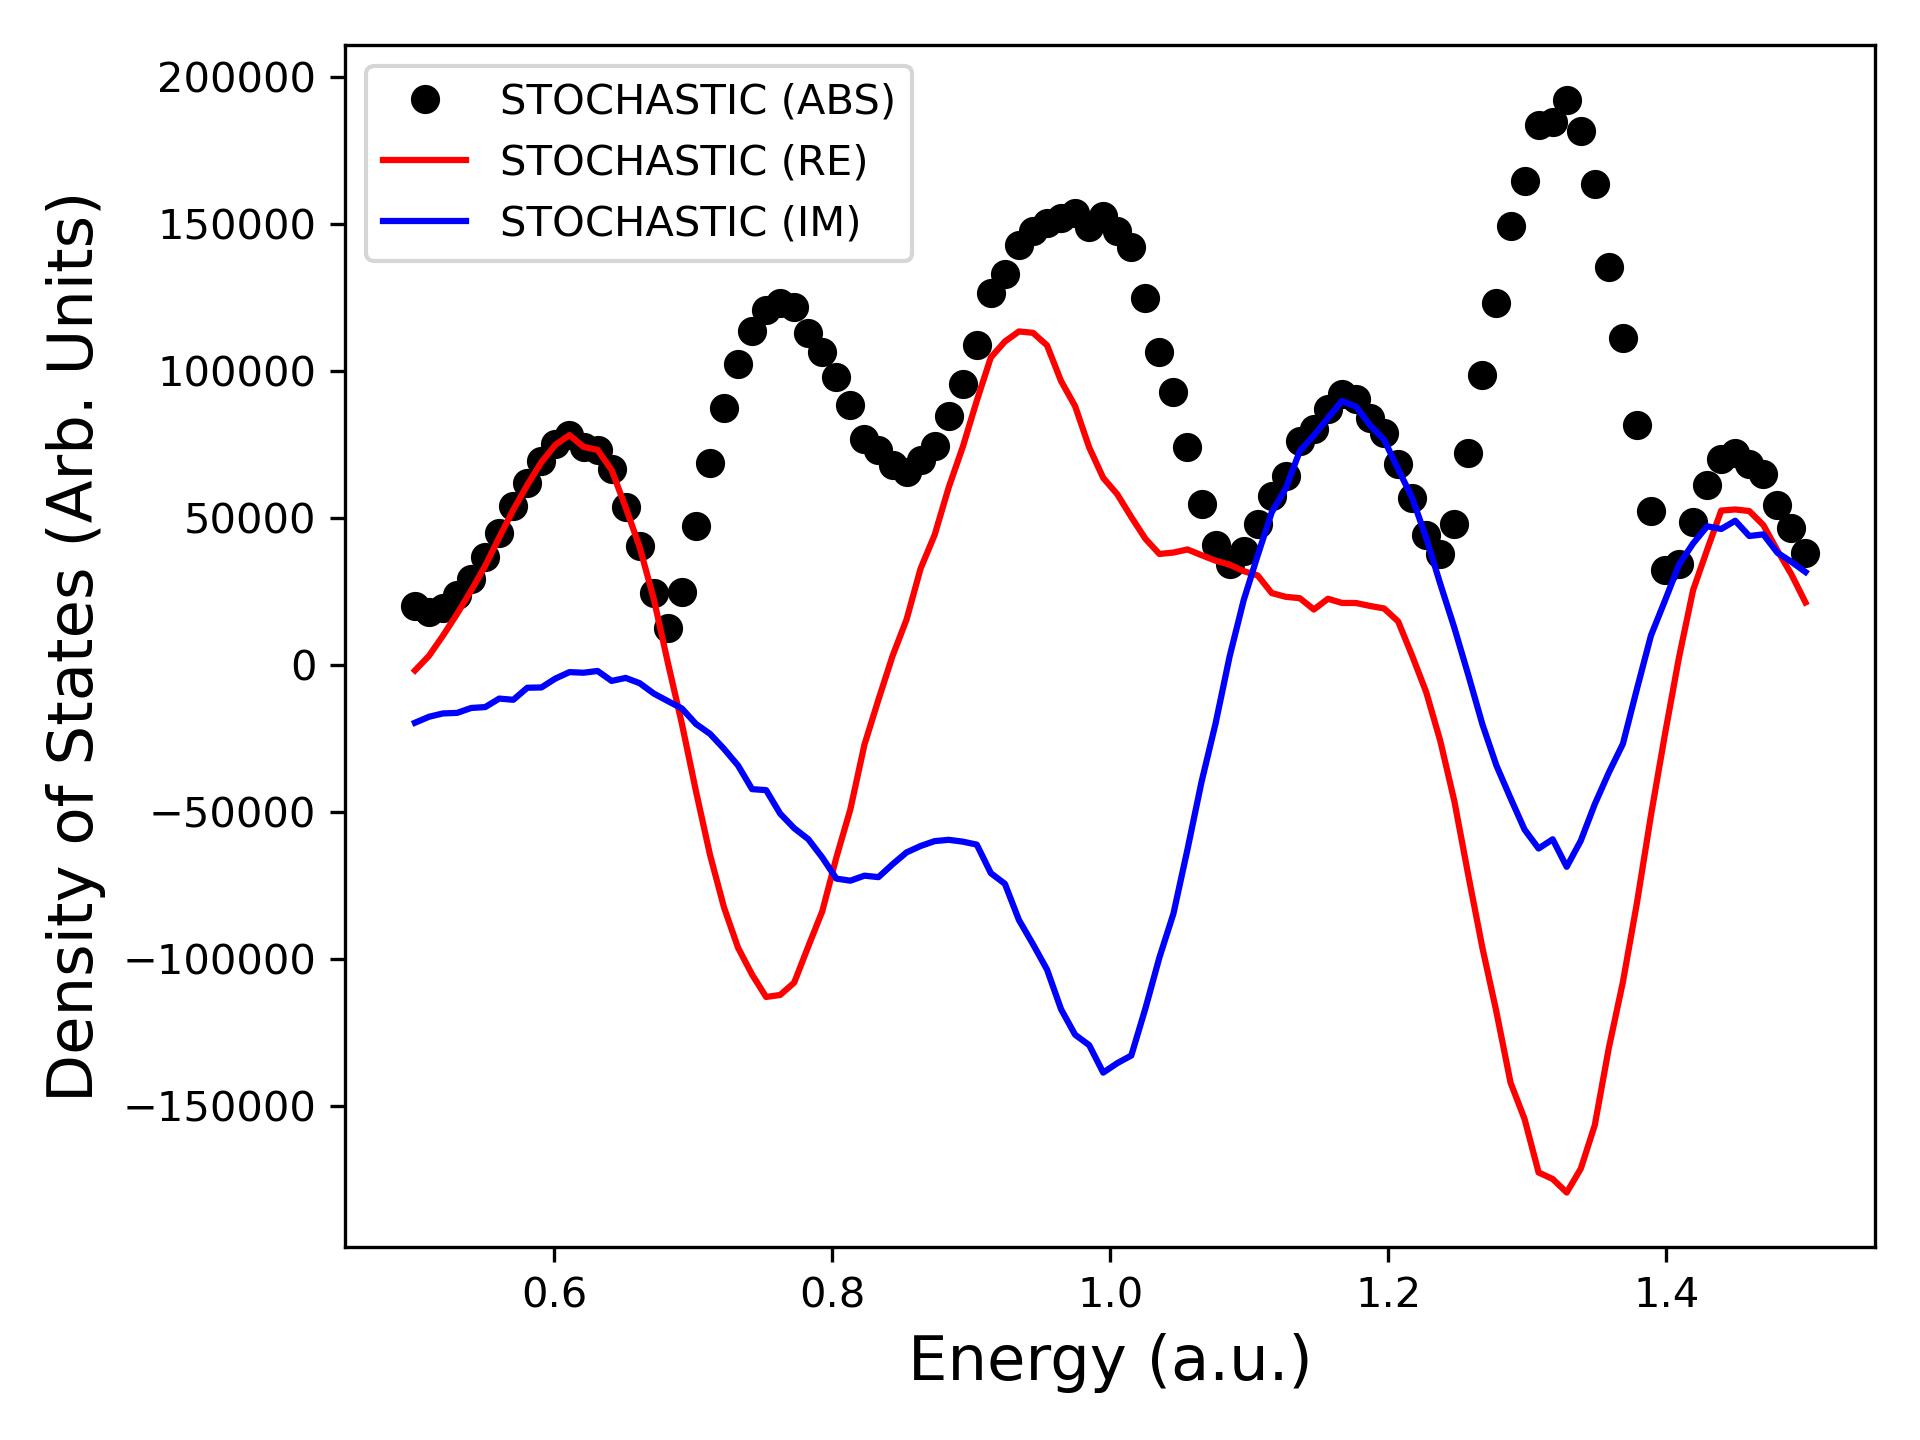 STOCHASTIC (ABS)
STOCHASTIC (RE)
STOCHASTIC (IM)
200000
150000
100000
50000
0
−50000
−100000
−150000
Density of States (Arb. Units)
0.6 0.8 1.0 1.2 1.4
Energy (a.u.)